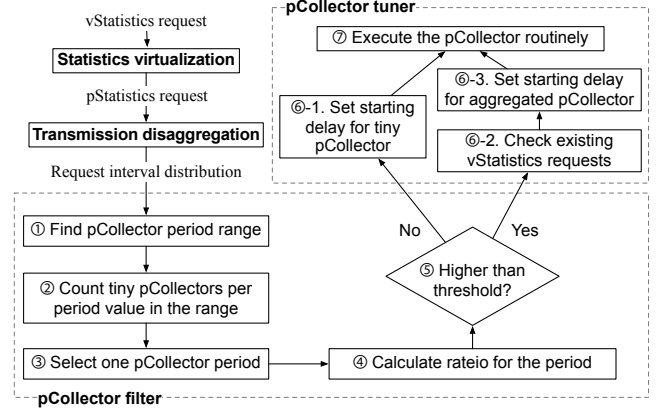 vStatistics request
Statistics virtualization
pStatistics request
Transmission disaggregation
Request interval distribution
① Find pCollector period range
② Count tiny pCollectors per
period value in the range
③ Select one pCollector period
pCollector filter
④ Calculate rateio for the period
⑤ Higher than
threshold?
No
Yes
⑥-1. Set starting
delay for tiny
pCollector
⑥-2. Check existing
vStatistics requests
⑥-3. Set starting delay
for aggregated pCollector
⑦ Execute the pCollector routinely
pCollector tuner